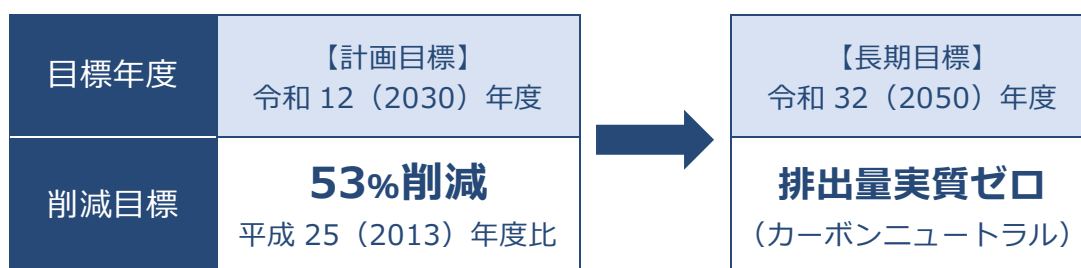 目標年度
【計画目標】
令和 12（2030）年度
【長期目標】
令和 32（2050）年度
削減目標
53%削減
平成 25（2013）年度比
排出量実質ゼロ
（カーボンニュートラル）